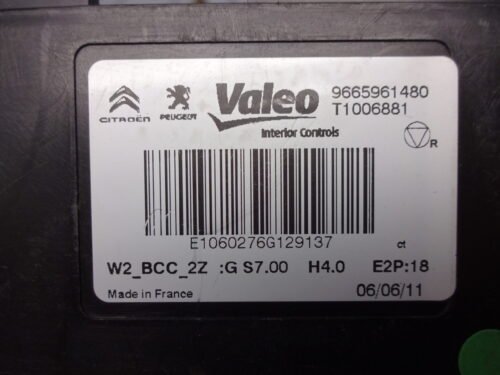 CITROËN PEUGEOT Valeo 9665961480
T1006881
Interior Controls
R
E1060276G129137
ct
W2_BCC_2Z :G S7.00 H4.0 E2P:18
Made in France 06/06/11